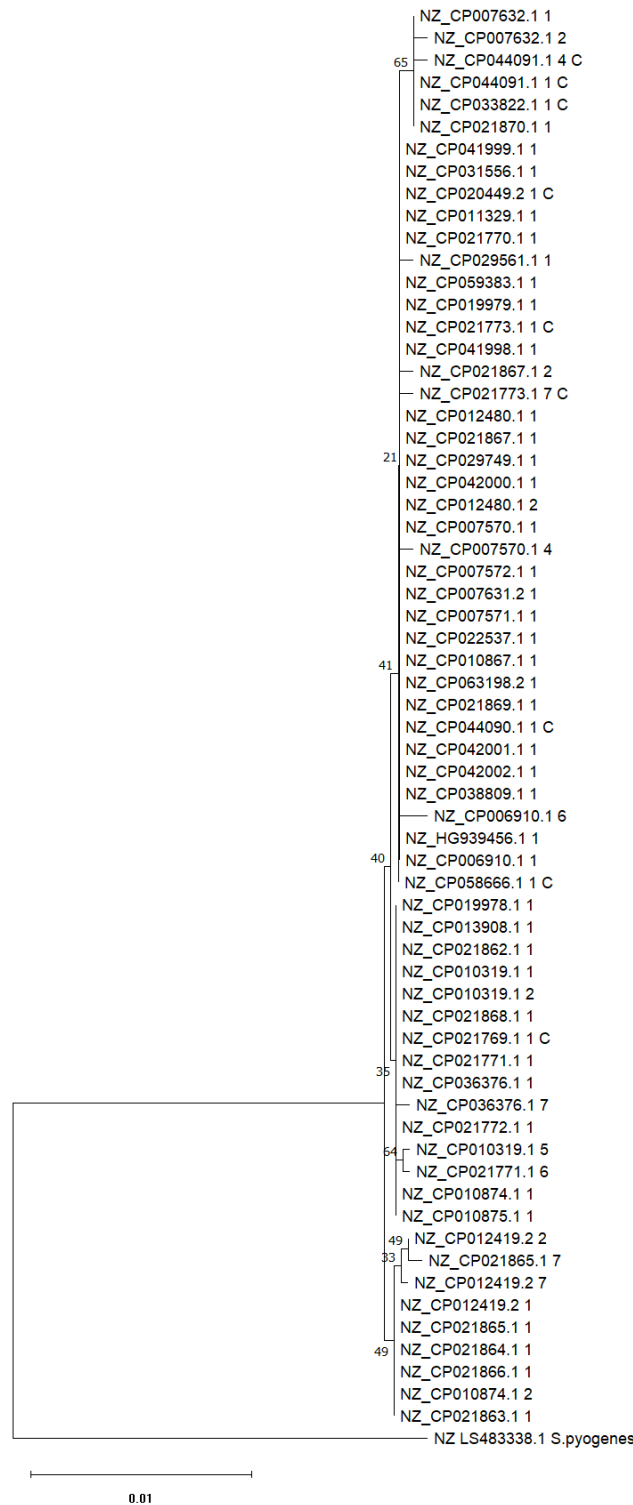 NZ_CP007632.1 1
NZ_CP007632.1 2
65
NZ_CP044091.1 4 C
NZ_CP044091.1 1 C
NZ_CP033822.1 1 C
NZ_CP021870.1 1
NZ_CP041999.1 1
NZ_CP031556.1 1
NZ_CP020449.2 1 C
NZ_CP011329.1 1
NZ_CP021770.1 1
NZ_CP029561.1 1
NZ_CP059383.1 1
NZ_CP019979.1 1
NZ_CP021773.1 1 C
NZ_CP041998.1 1
NZ_CP021867.1 2
NZ_CP021773.1 7 C
NZ_CP012480.1 1
NZ_CP021867.1 1
21
NZ_CP029749.1 1
NZ_CP042000.1 1
NZ_CP012480.1 2
NZ_CP007570.1 1
NZ_CP007570.1 4
NZ_CP007572.1 1
NZ_CP007631.2 1
NZ_CP007571.1 1
NZ_CP022537.1 1
41
NZ_CP010867.1 1
NZ_CP063198.2 1
NZ_CP021869.1 1
NZ_CP044090.1 1 C
NZ_CP042001.1 1
NZ_CP042002.1 1
NZ_CP038809.1 1
NZ_CP006910.1 6
NZ_HG939456.1 1
40
NZ_CP006910.1 1
NZ_CP058666.1 1 C
NZ_CP019978.1 1
NZ_CP013908.1 1
NZ_CP021862.1 1
NZ_CP010319.1 1
NZ_CP010319.1 2
NZ_CP021868.1 1
NZ_CP021769.1 1 C
NZ_CP021771.1 1
35
NZ_CP036376.1 1
NZ_CP036376.1 7
NZ_CP021772.1 1
64
NZ_CP010319.1 5
NZ_CP021771.1 6
NZ_CP010874.1 1
NZ_CP010875.1 1
49
NZ_CP012419.2 2
33
NZ_CP021865.1 7
NZ_CP012419.2 7
NZ_CP012419.2 1
NZ_CP021865.1 1
49
NZ_CP021864.1 1
NZ_CP021866.1 1
NZ_CP010874.1 2
NZ_CP021863.1 1
NZ LS483338.1 S.pyogenes
0.01